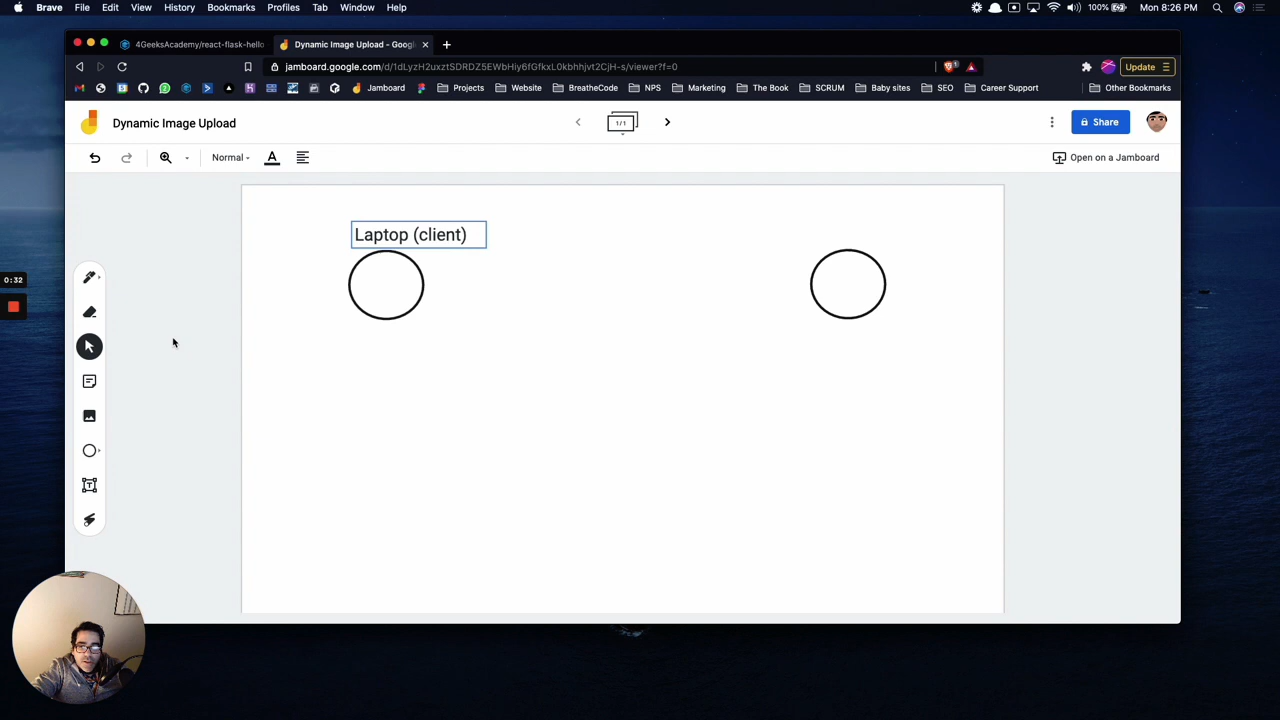 Brave File Edit View History Bookmarks Profiles Tab Window Help 100% Mon 8:26 PM
4GeeksAcademy/react-flask-hello Dynamic Image Upload - Google
jamboard.google.com/d/1dLyzH2uxztSDRDZ5EWbHiy6fGfkxL0kbhhjvt2CjH-s/viewer?f=0 1 Update
Jamboard Projects Website BreatheCode NPS Marketing The Book SCRUM Baby sites SEO Career Support Other Bookmarks
Dynamic Image Upload 1/1 Share
Normal A Open on a Jamboard
Laptop (client)
0:32